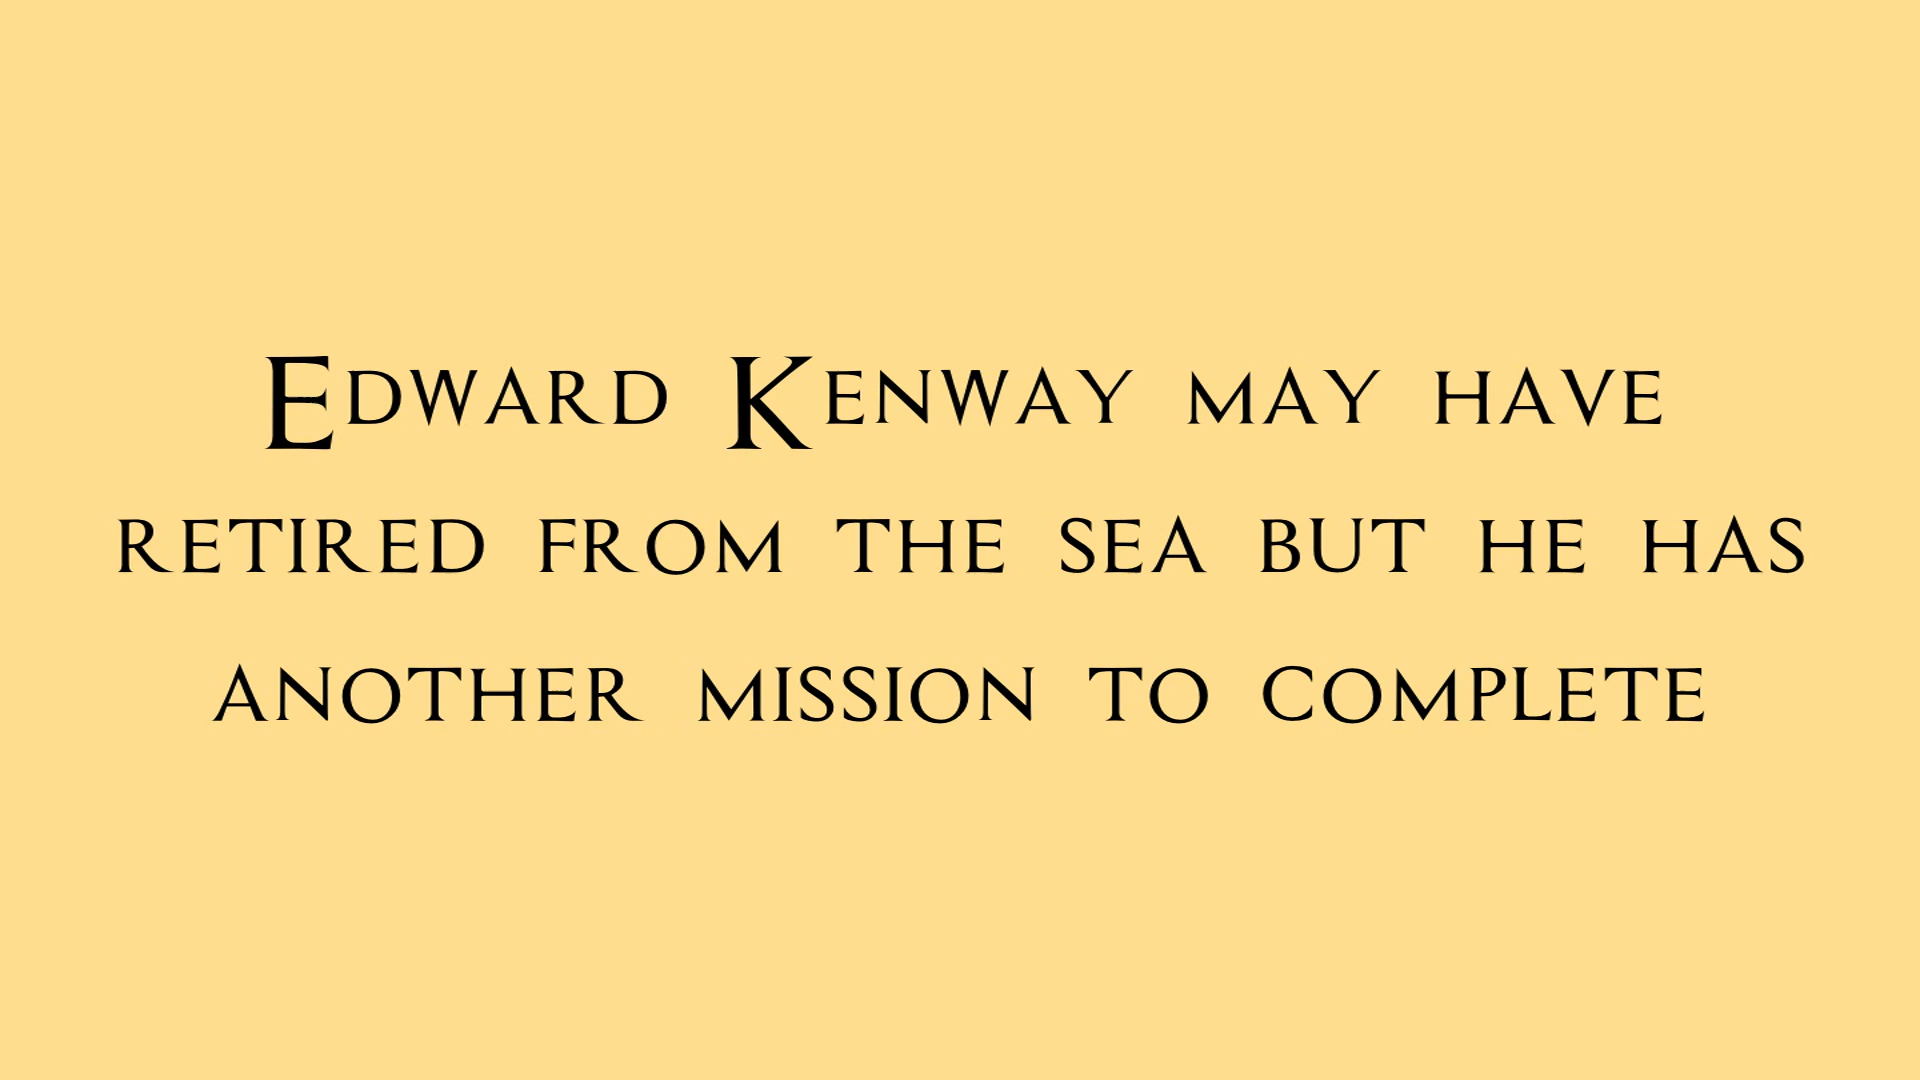 Edward Kenway may have
retired from the sea but he has
another mission to complete